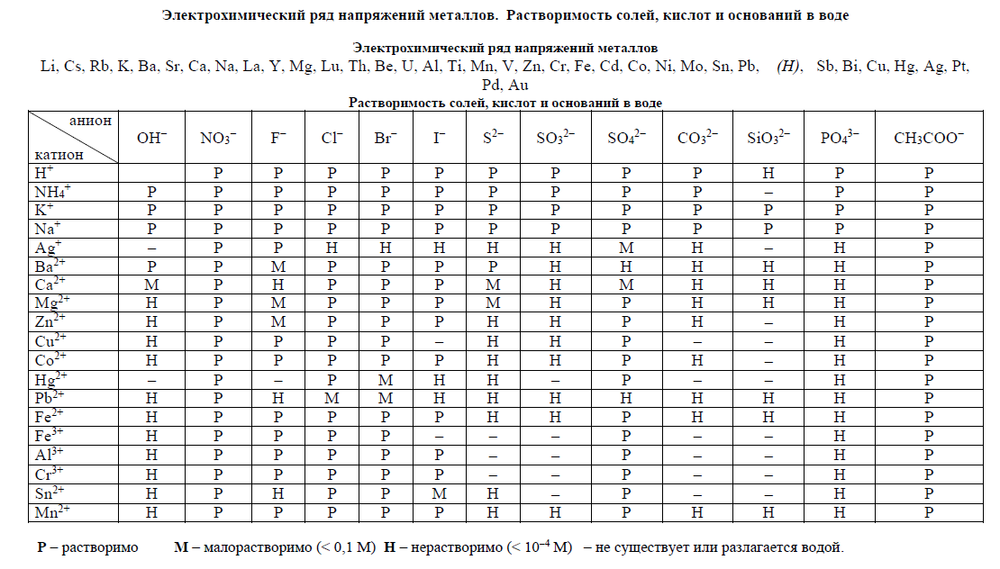 Электрохимический ряд напряжений металлов. Растворимость солей, кислот и оснований в воде
Электрохимический ряд напряжений металлов
Li, Cs, Rb, K, Ba, Sr, Ca, Na, La, Y, Mg, Lu, Th, Be, U, Al, Ti, Mn, V, Zn, Cr, Fe, Cd, Co, Ni, Mo, Sn, Pb, (H), Sb, Bi, Cu, Hg, Ag, Pt,
Pd, Au
Растворимость солей, кислот и оснований в воде
анион
катион
OH⁻ NO₃⁻ F⁻ Cl⁻ Br⁻ I⁻ S²⁻ SO₃²⁻ SO₄²⁻ CO₃²⁻ SiO₃²⁻ PO₄³⁻ CH₃COO⁻
H⁺ Р Р Р Р Р Р Р Р Р Н Р Р
NH₄⁺ Р Р Р Р Р Р Р Р Р Р – Р Р
K⁺ Р Р Р Р Р Р Р Р Р Р Р Р Р
Na⁺ Р Р Р Р Р Р Р Р Р Р Р Р Р
Ag⁺ – Р Р Н Н Н Н Н М Н – Н Р
Ba²⁺ Р Р М Р Р Р Р Н Н Н Н Н Р
Ca²⁺ М Р Н Р Р Р М Н М Н Н Н Р
Mg²⁺ Н Р М Р Р Р М Н Р Н Н Н Р
Zn²⁺ Н Р М Р Р Р Н Н Р Н – Н Р
Cu²⁺ Н Р Р Р Р – Н Н Р – – Н Р
Co²⁺ Н Р Р Р Р Р Н Н Р Н – Н Р
Hg²⁺ – Р – Р М Н Н – Р – – Н Р
Pb²⁺ Н Р Н М М Н Н Н Н Н Н Н Р
Fe²⁺ Н Р Р Р Р Р Н Н Р Н Н Н Р
Fe³⁺ Н Р Р Р Р – – – Р – – Н Р
Al³⁺ Н Р Р Р Р Р – – Р – – Н Р
Cr³⁺ Н Р Р Р Р Р – – Р – – Н Р
Sn²⁺ Н Р Н Р Р М Н – Р – – Н Р
Mn²⁺ Н Р Р Р Р Р Н Н Р Н Н Н Р
Р – растворимо М – малорастворимо (< 0,1 М) Н – нерастворимо (< 10⁻⁴ М) – не существует или разлагается водой.